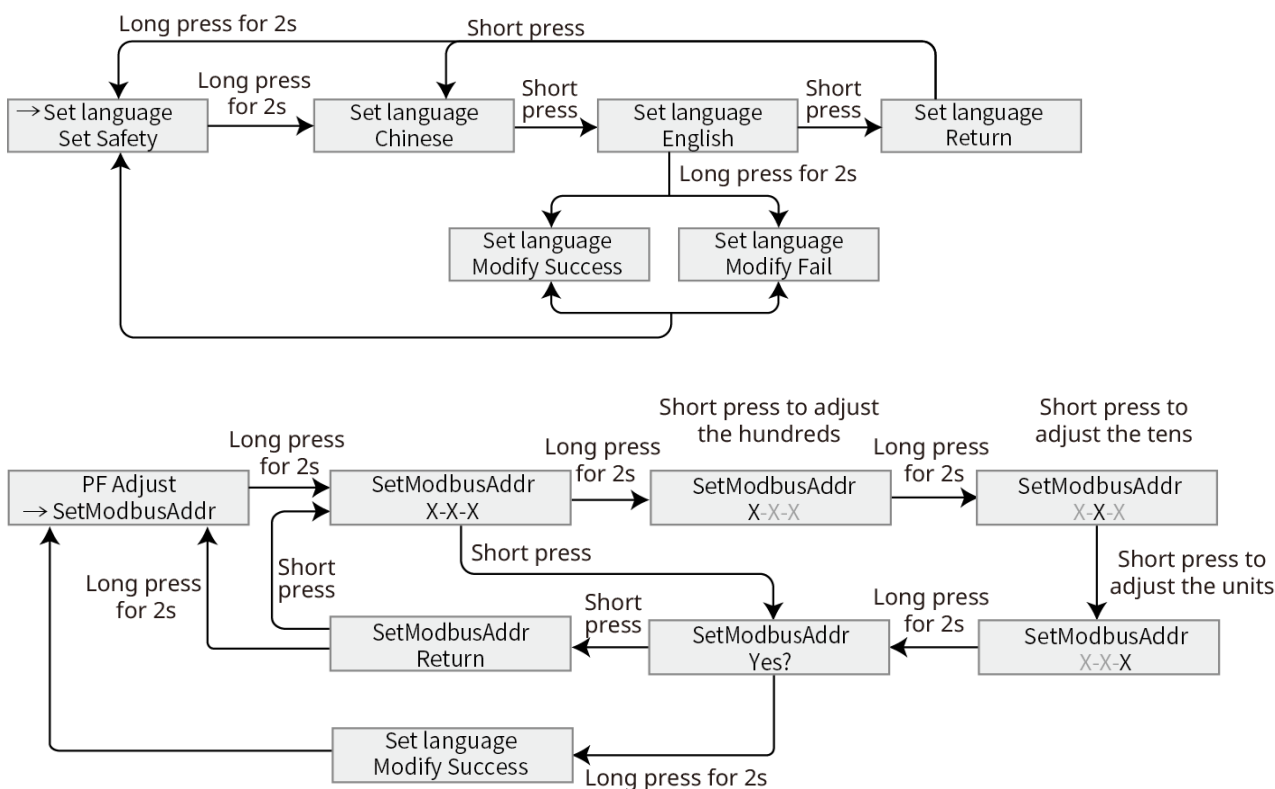 Long press for 2s
Short press
Long press
for 2s
Short
press
Short
press
→Set language
Set Safety
Set language
Chinese
Set language
English
Set language
Return
Long press for 2s
Set language
Modify Success
Set language
Modify Fail
Short press to adjust
the hundreds
Short press to
adjust the tens
Long press
for 2s
Long press
for 2s
Long press
for 2s
PF Adjust
→SetModbusAddr
SetModbusAddr
X-X-X
SetModbusAddr
X-X-X
SetModbusAddr
X-X-X
Short press
Short press to
adjust the units
Long press
for 2s
Short
press
Short
press
Long press
for 2s
SetModbusAddr
Return
SetModbusAddr
Yes?
SetModbusAddr
X-X-X
Set language
Modify Success
Long press for 2s